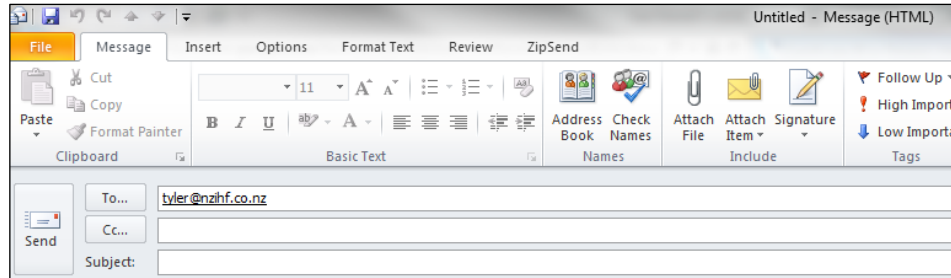 Untitled - Message (HTML)
File Message Insert Options Format Text Review ZipSend
Cut
Copy
Paste
Format Painter
Clipboard
11
B I U
Basic Text
Address Book
Check Names
Names
Attach File
Attach Item
Signature
Include
Follow Up
High Import
Low Importa
Tags
Send
To... tyler@nzihf.co.nz
Cc...
Subject: